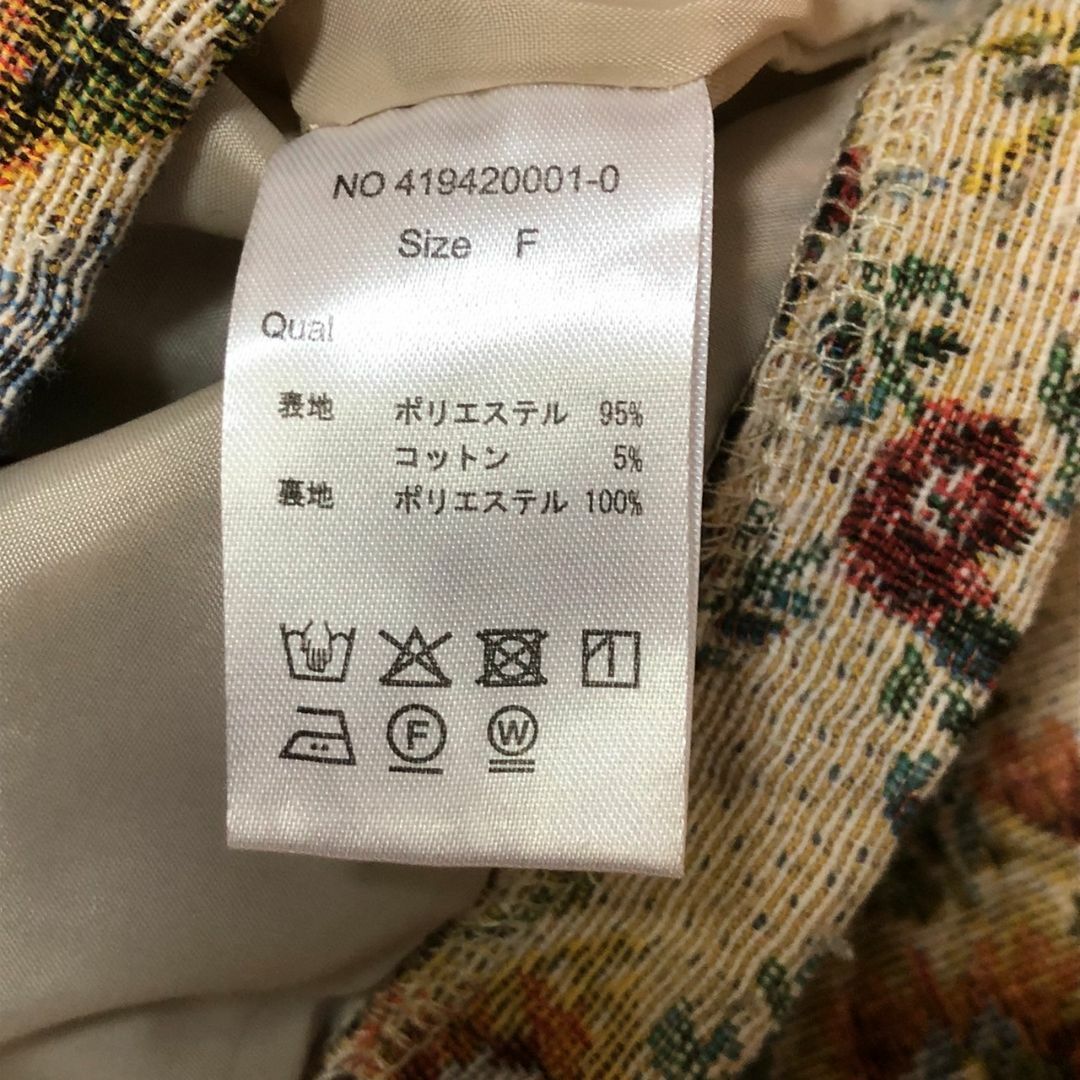 NO 419420001-0
Size F
Qual
表地 ポリエステル 95%
コットン 5%
裏地 ポリエステル 100%
F W